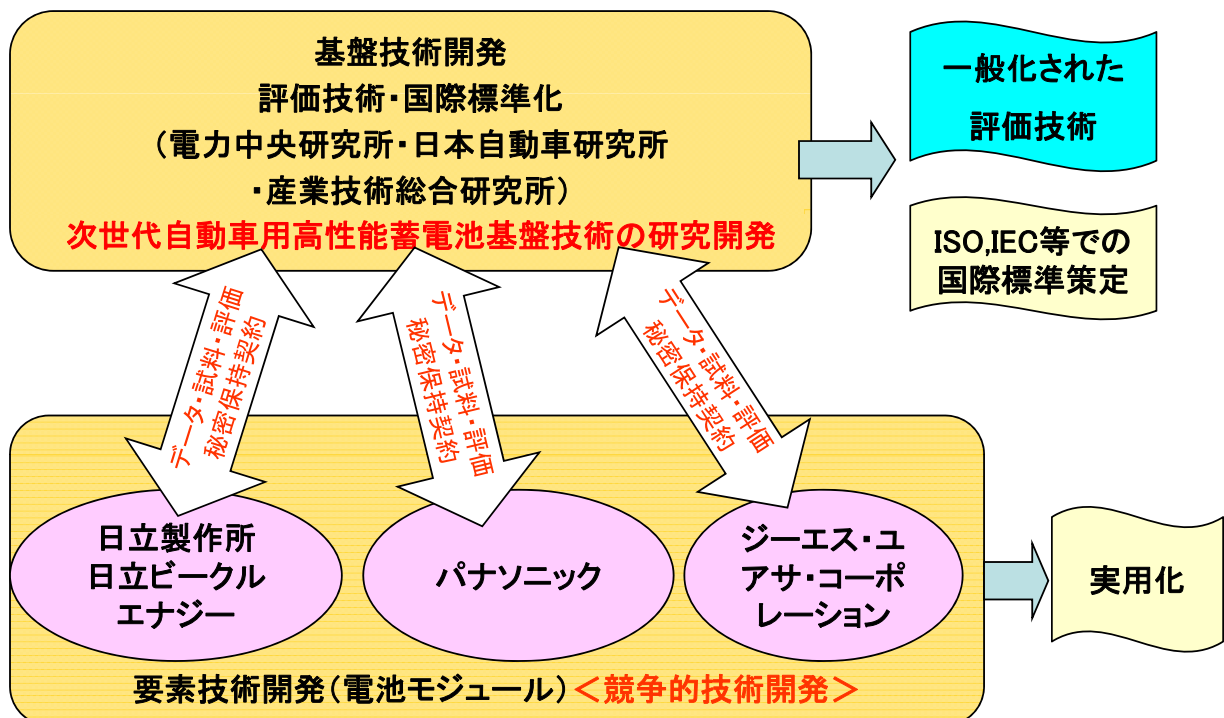 基盤技術開発
評価技術・国際標準化
(電力中央研究所・日本自動車研究所
・産業技術総合研究所)
次世代自動車用高性能蓄電池基盤技術の研究開発
一般化された
評価技術
ISO,IEC等での
国際標準策定
データ・試料・評価
秘密保持契約
データ・試料・評価
秘密保持契約
データ・試料・評価
秘密保持契約
日立製作所
日立ビークル
エナジー
パナソニック
ジーエス・ユ
アサ・コーポ
レーション
実用化
要素技術開発(電池モジュール)<競争的技術開発>